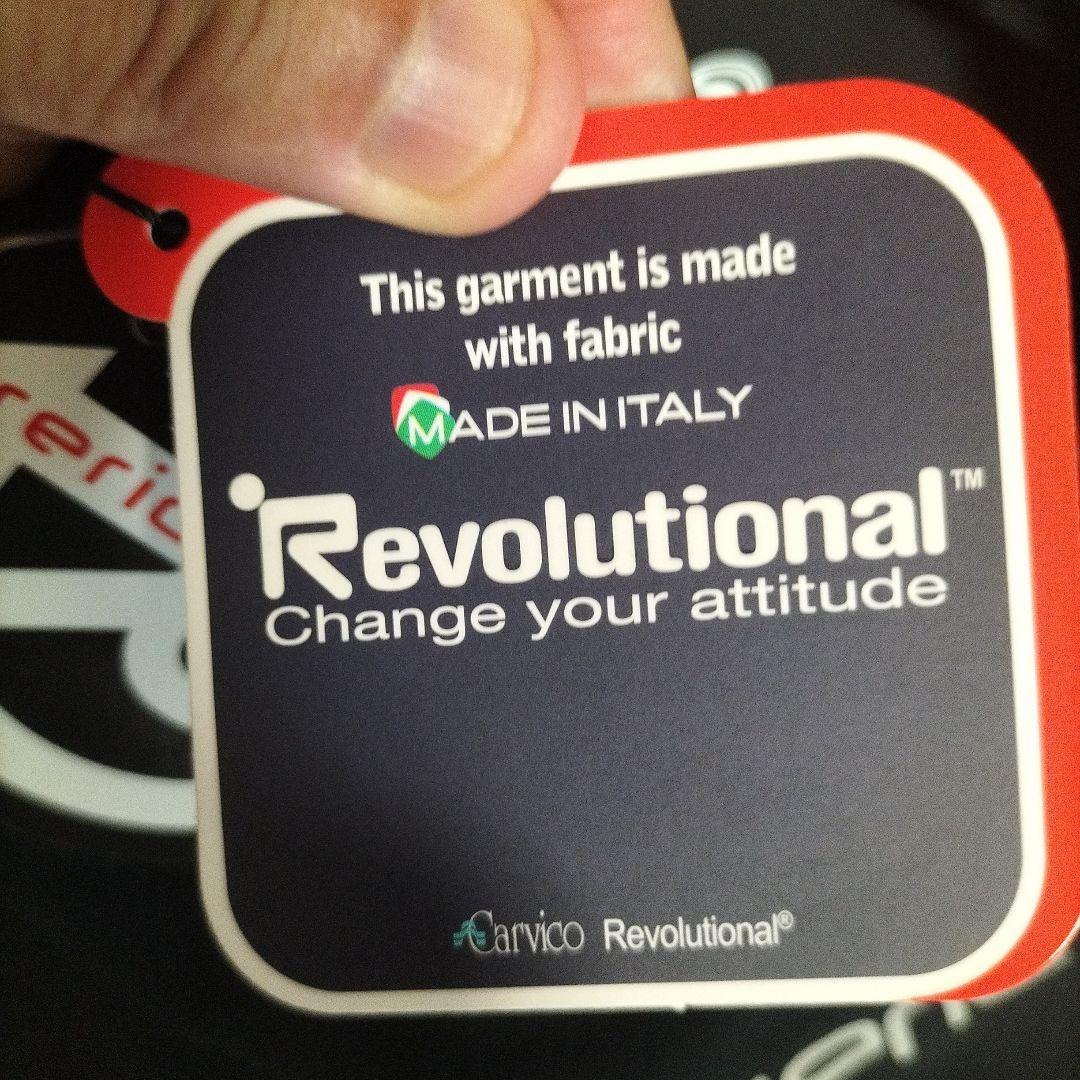 This garment is made
with fabric
MADE IN ITALY
Revolutional™
Change your attitude
Carvico Revolutional®